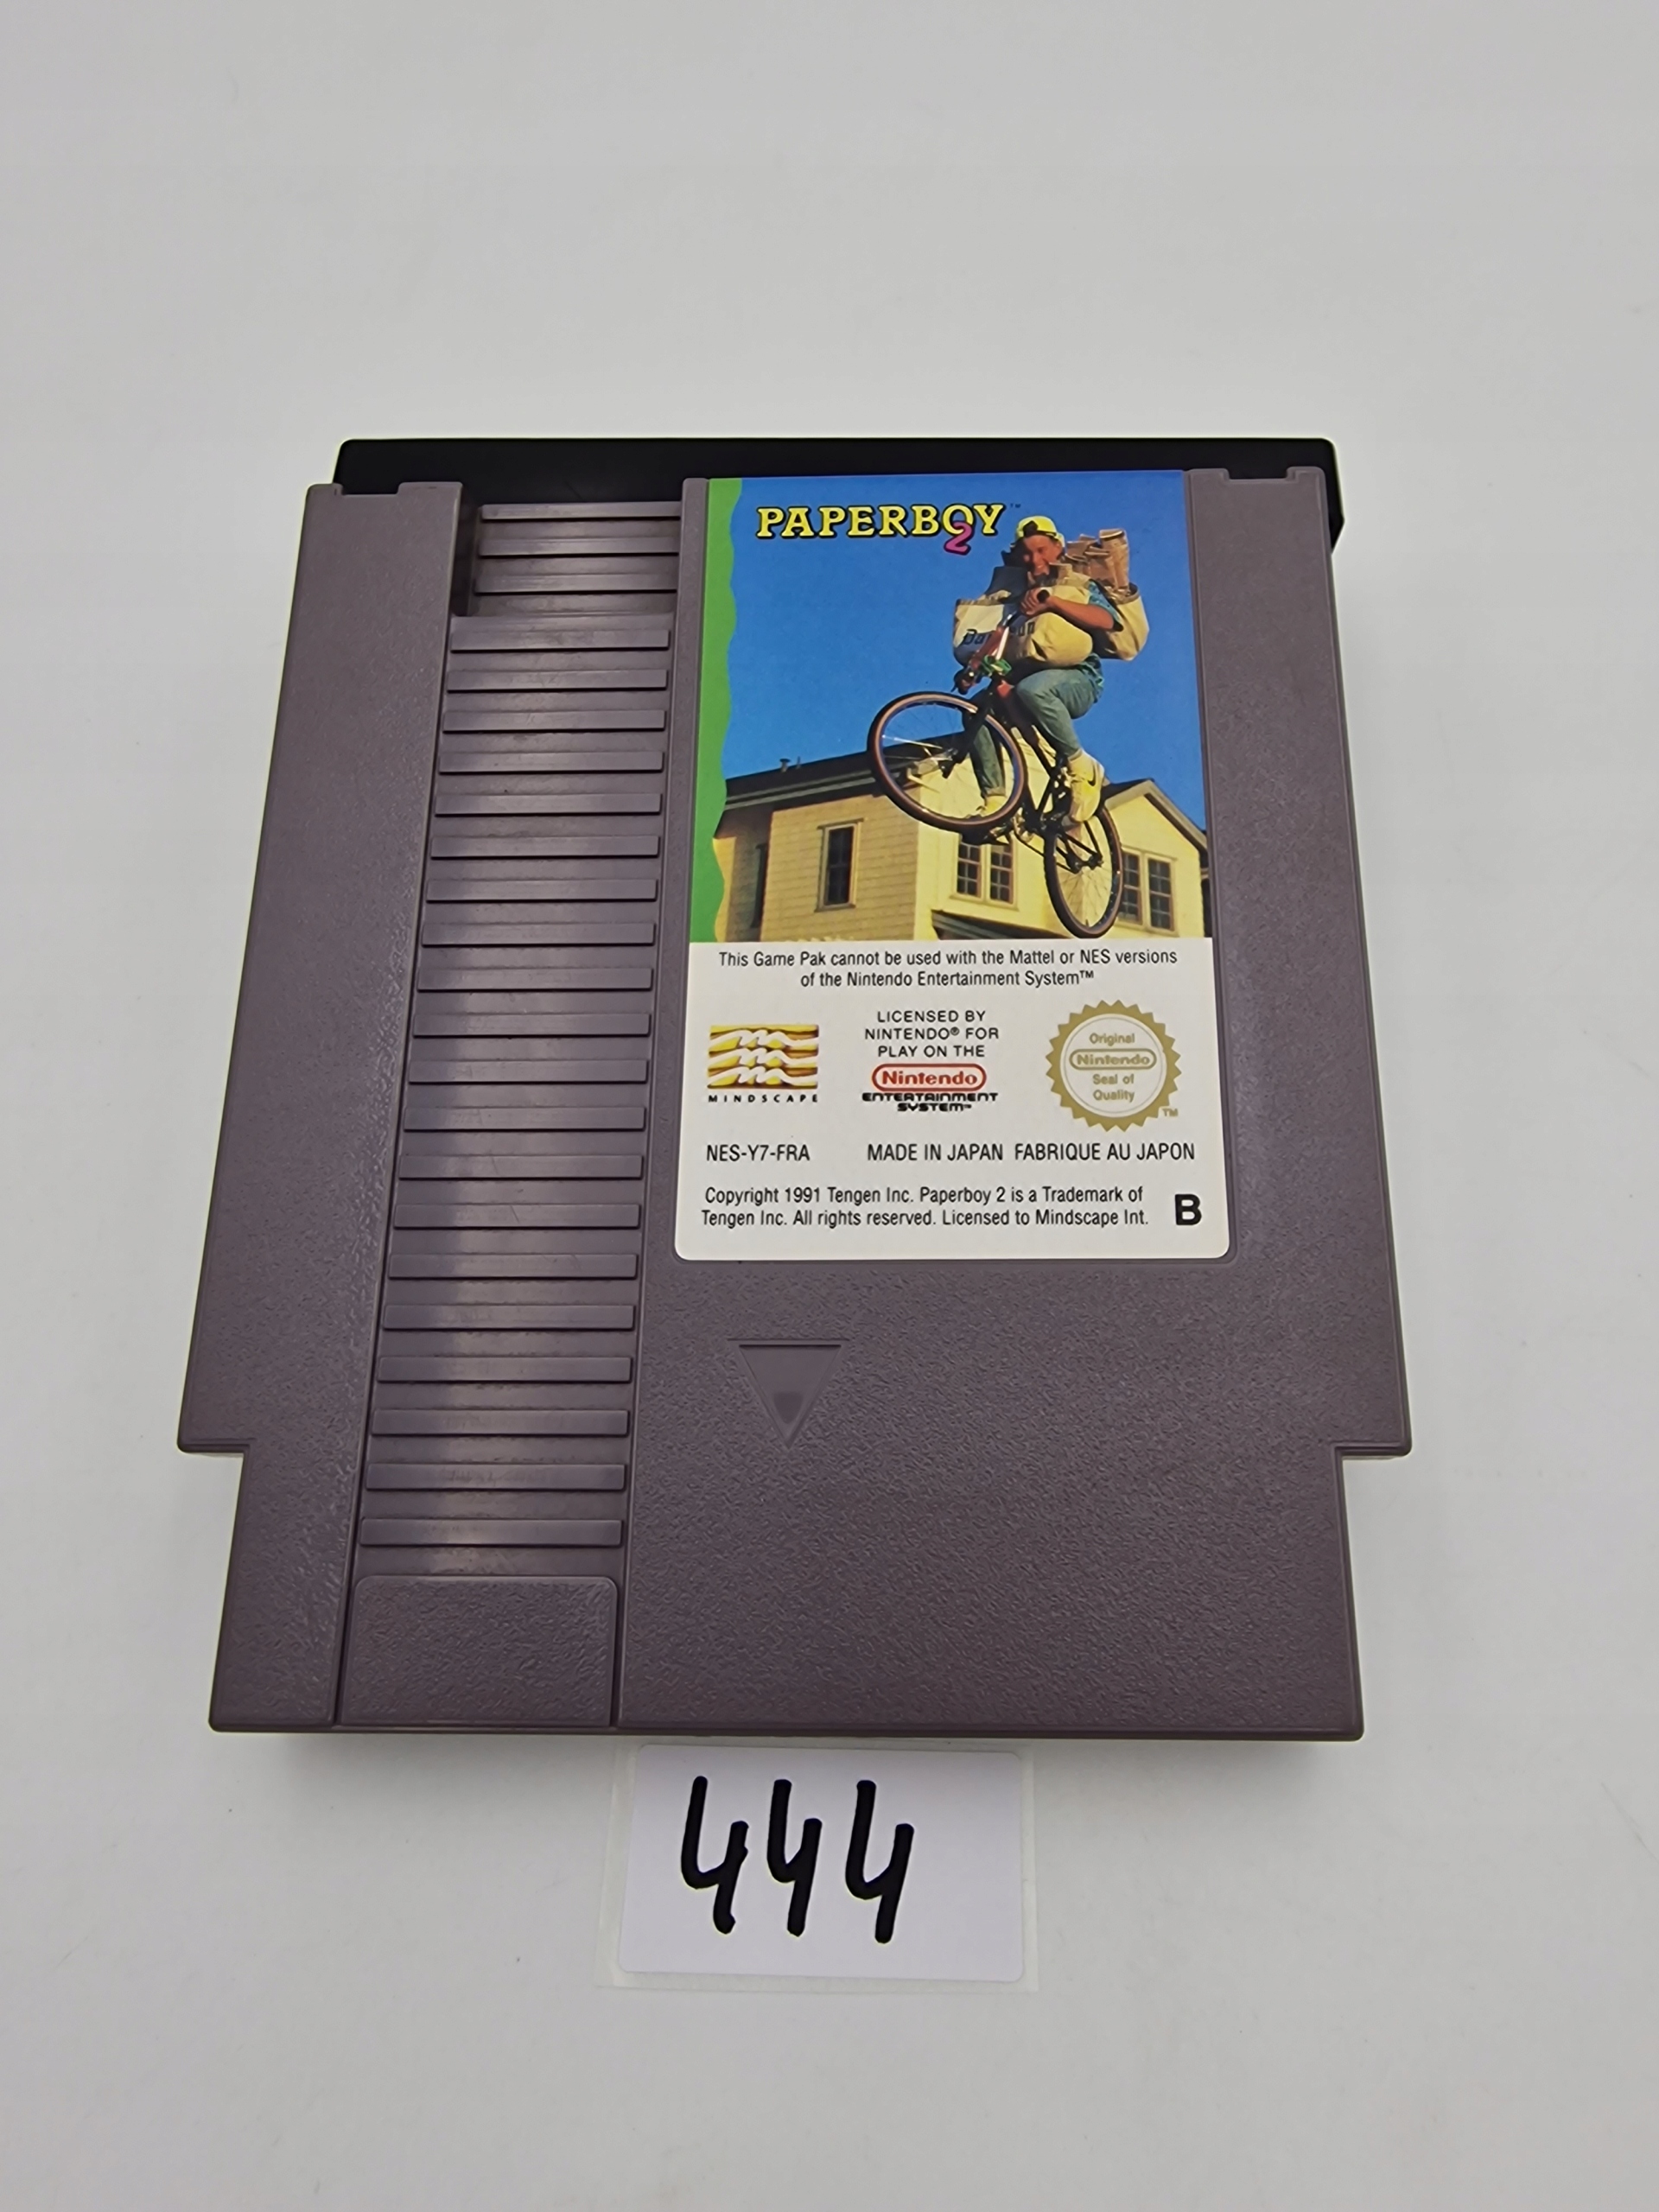 PAPERBOY™
2
This Game Pak cannot be used with the Mattel or NES versions
of the Nintendo Entertainment System™
MINDSCAPE
LICENSED BY
NINTENDO® FOR
PLAY ON THE
Nintendo
ENTERTAINMENT
SYSTEM™
Original
Nintendo
Seal of
Quality
TM
NES-Y7-FRA MADE IN JAPAN FABRIQUE AU JAPON
Copyright 1991 Tengen Inc. Paperboy 2 is a Trademark of
Tengen Inc. All rights reserved. Licensed to Mindscape Int.
B
444